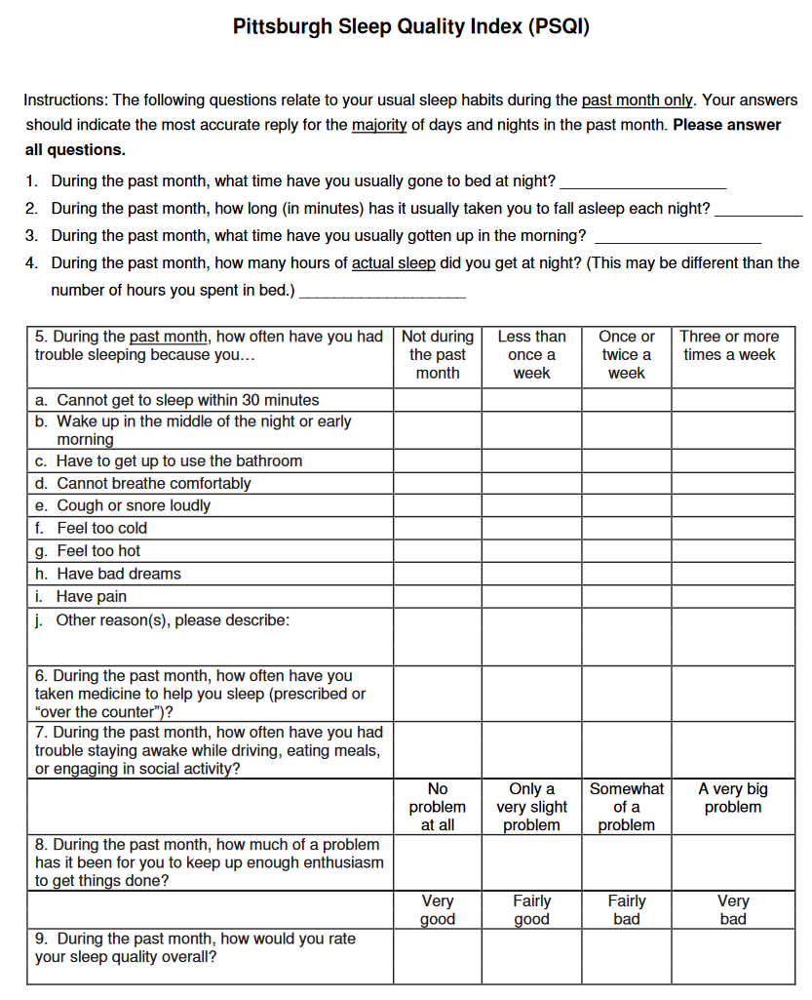 Pittsburgh Sleep Quality Index (PSQI)
Instructions: The following questions relate to your usual sleep habits during the past month only. Your answers
should indicate the most accurate reply for the majority of days and nights in the past month. Please answer
all questions.
1. During the past month, what time have you usually gone to bed at night? ___________________
2. During the past month, how long (in minutes) has it usually taken you to fall asleep each night? __________
3. During the past month, what time have you usually gotten up in the morning? ___________________
4. During the past month, how many hours of actual sleep did you get at night? (This may be different than the
number of hours you spent in bed.) ___________________
5. During the past month, how often have you had
trouble sleeping because you…
Not during
the past
month
Less than
once a
week
Once or
twice a
week
Three or more
times a week
a. Cannot get to sleep within 30 minutes
b. Wake up in the middle of the night or early
morning
c. Have to get up to use the bathroom
d. Cannot breathe comfortably
e. Cough or snore loudly
f. Feel too cold
g. Feel too hot
h. Have bad dreams
i. Have pain
j. Other reason(s), please describe:
6. During the past month, how often have you
taken medicine to help you sleep (prescribed or
“over the counter”)?
7. During the past month, how often have you had
trouble staying awake while driving, eating meals,
or engaging in social activity?
No
problem
at all
Only a
very slight
problem
Somewhat
of a
problem
A very big
problem
8. During the past month, how much of a problem
has it been for you to keep up enough enthusiasm
to get things done?
Very
good
Fairly
good
Fairly
bad
Very
bad
9. During the past month, how would you rate
your sleep quality overall?